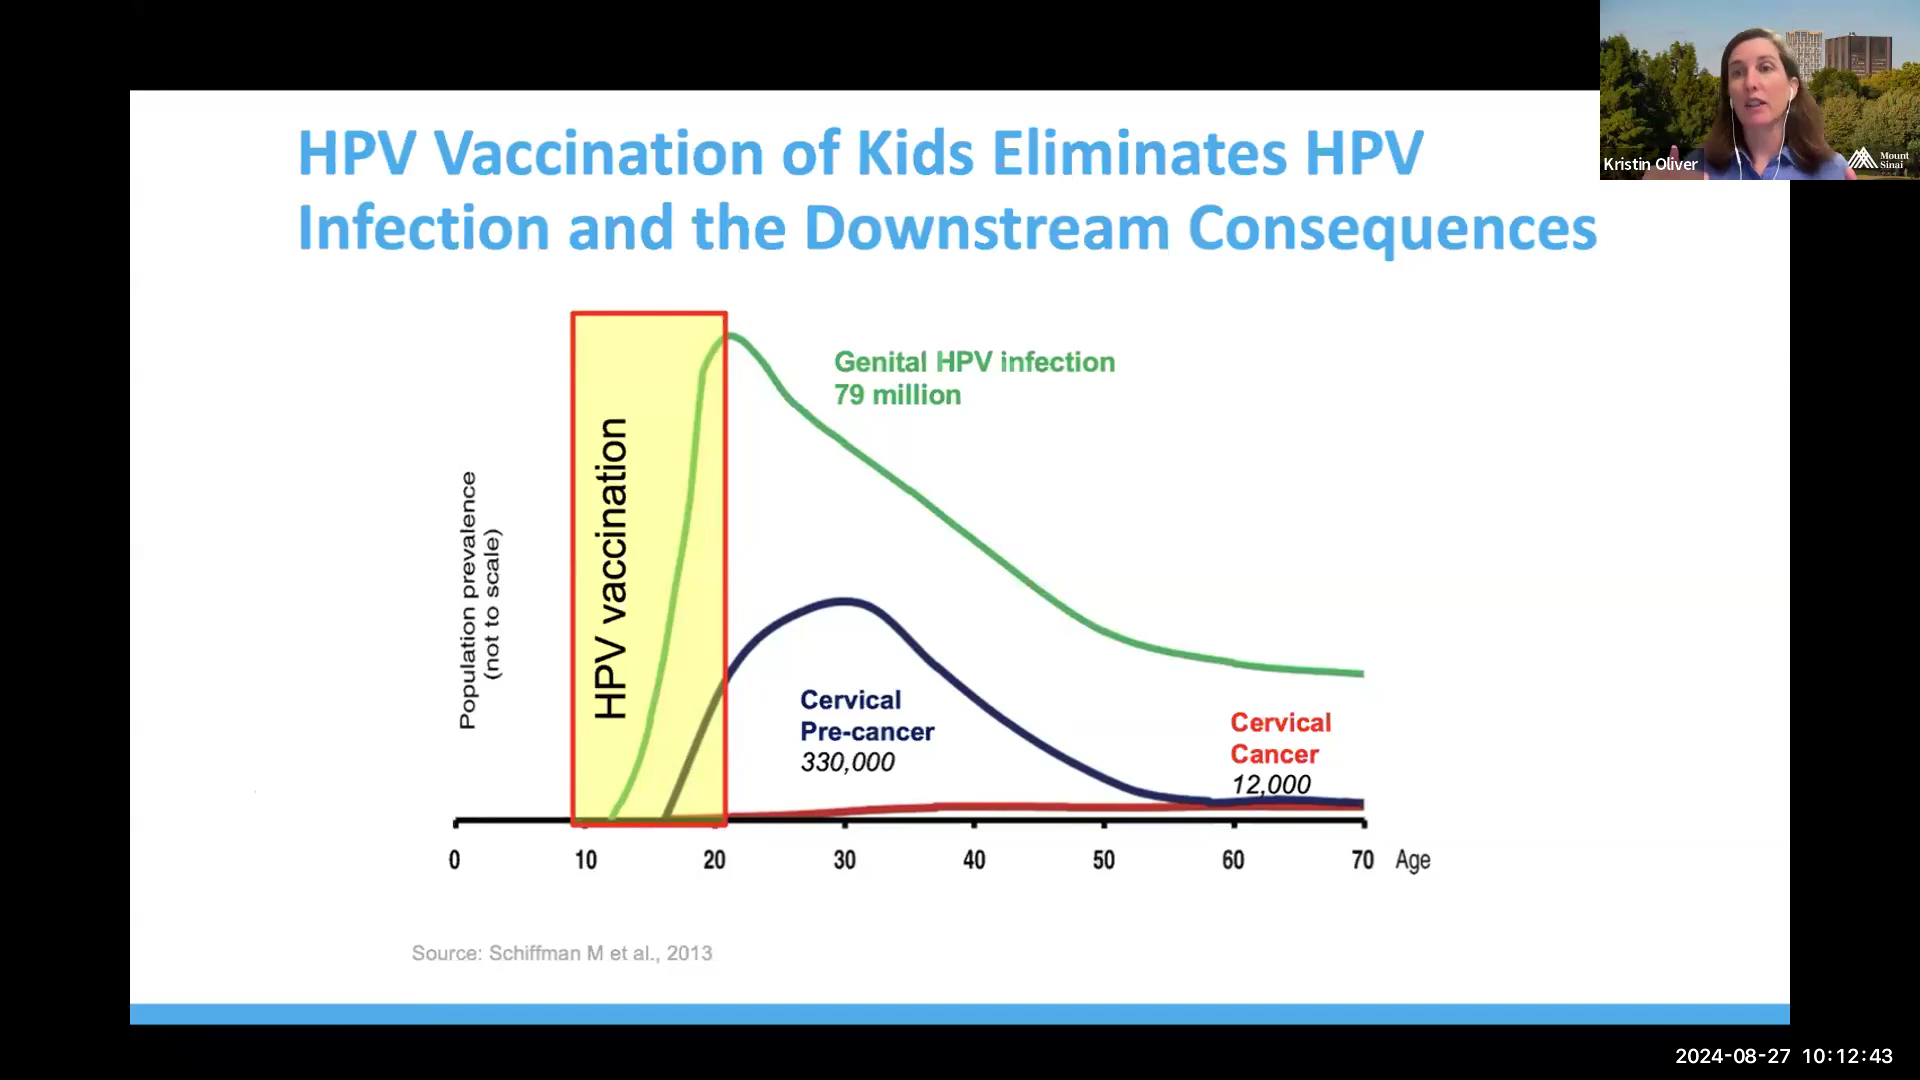 HPV Vaccination of Kids Eliminates HPV
Infection and the Downstream Consequences
Kristin Oliver
Mount
Sinai
Genital HPV infection
79 million
HPV vaccination
Population prevalence
(not to scale)
Cervical
Pre-cancer
330,000
Cervical
Cancer
12,000
0 10 20 30 40 50 60 70 Age
Source: Schiffman M et al., 2013
2024-08-27 10:12:43